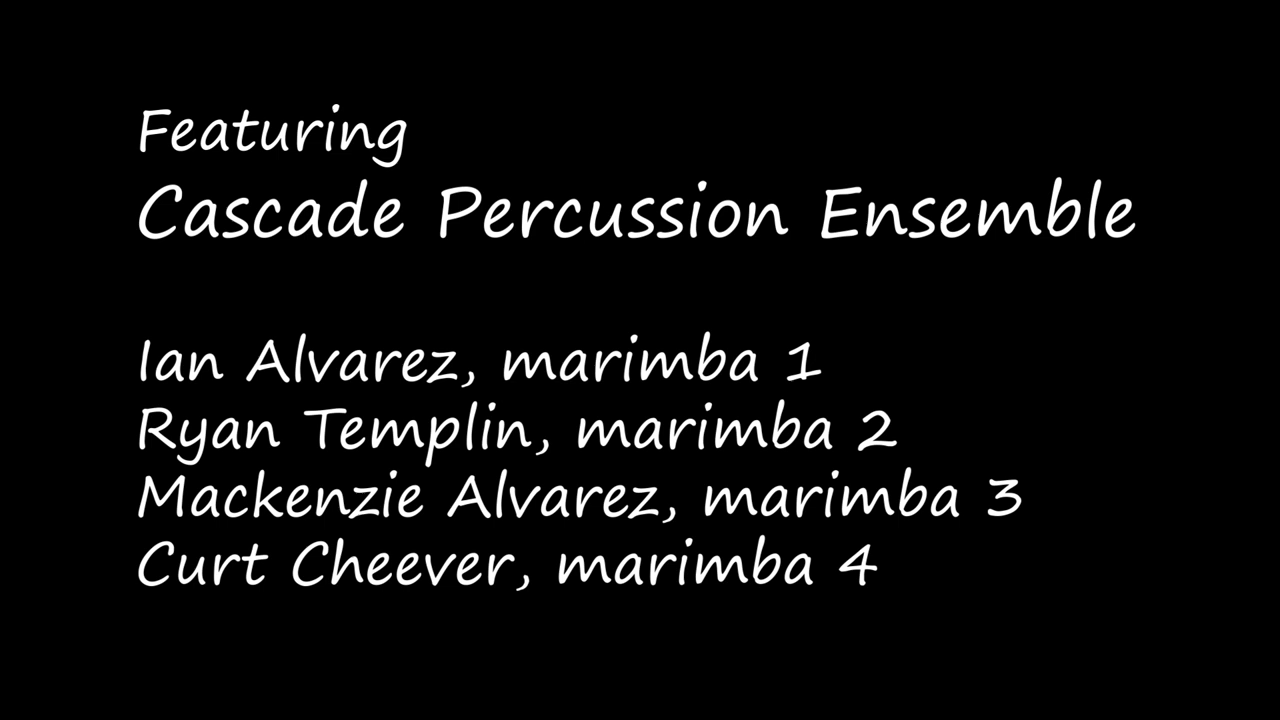 Featuring
Cascade Percussion Ensemble
Ian Alvarez, marimba 1
Ryan Templin, marimba 2
Mackenzie Alvarez, marimba 3
Curt Cheever, marimba 4